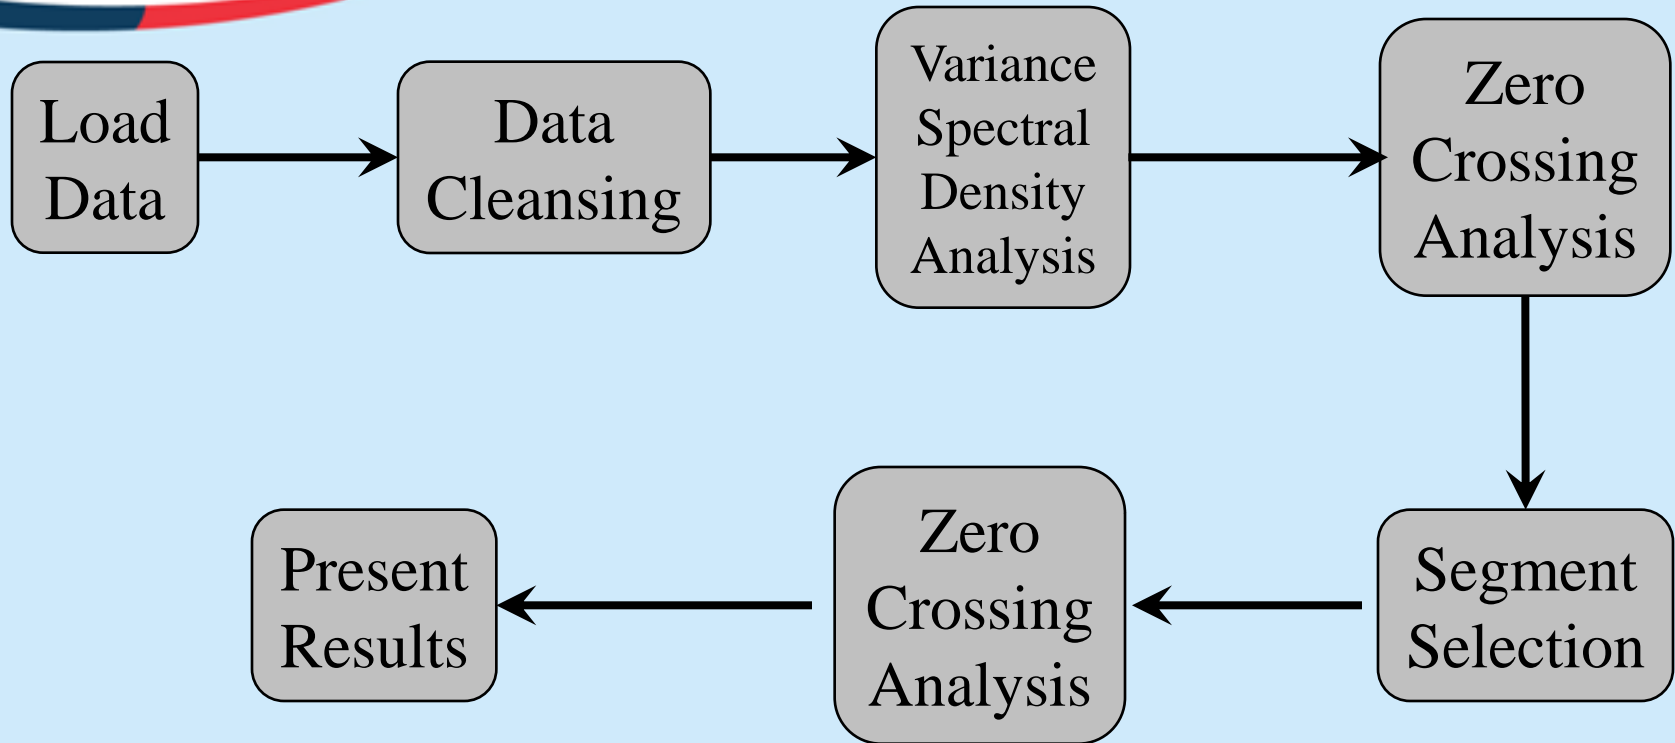 Load
Data
Data
Cleansing
Variance
Spectral
Density
Analysis
Zero
Crossing
Analysis
Segment
Selection
Zero
Crossing
Analysis
Present
Results